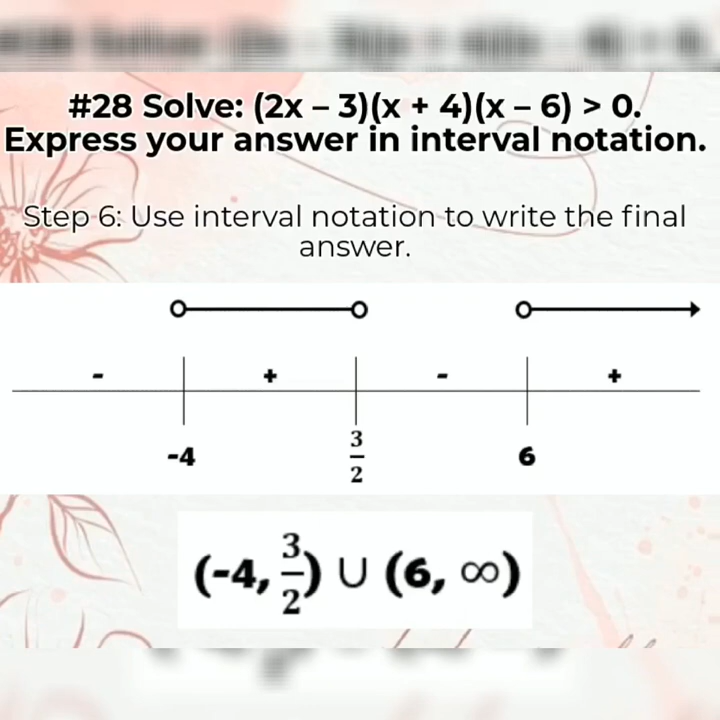 #28 Solve: (2x – 3)(x + 4)(x – 6) > 0.
Express your answer in interval notation.
Step 6: Use interval notation to write the final
answer.
- + - +
-4 3/2 6
(-4, 3/2) ∪ (6, ∞)